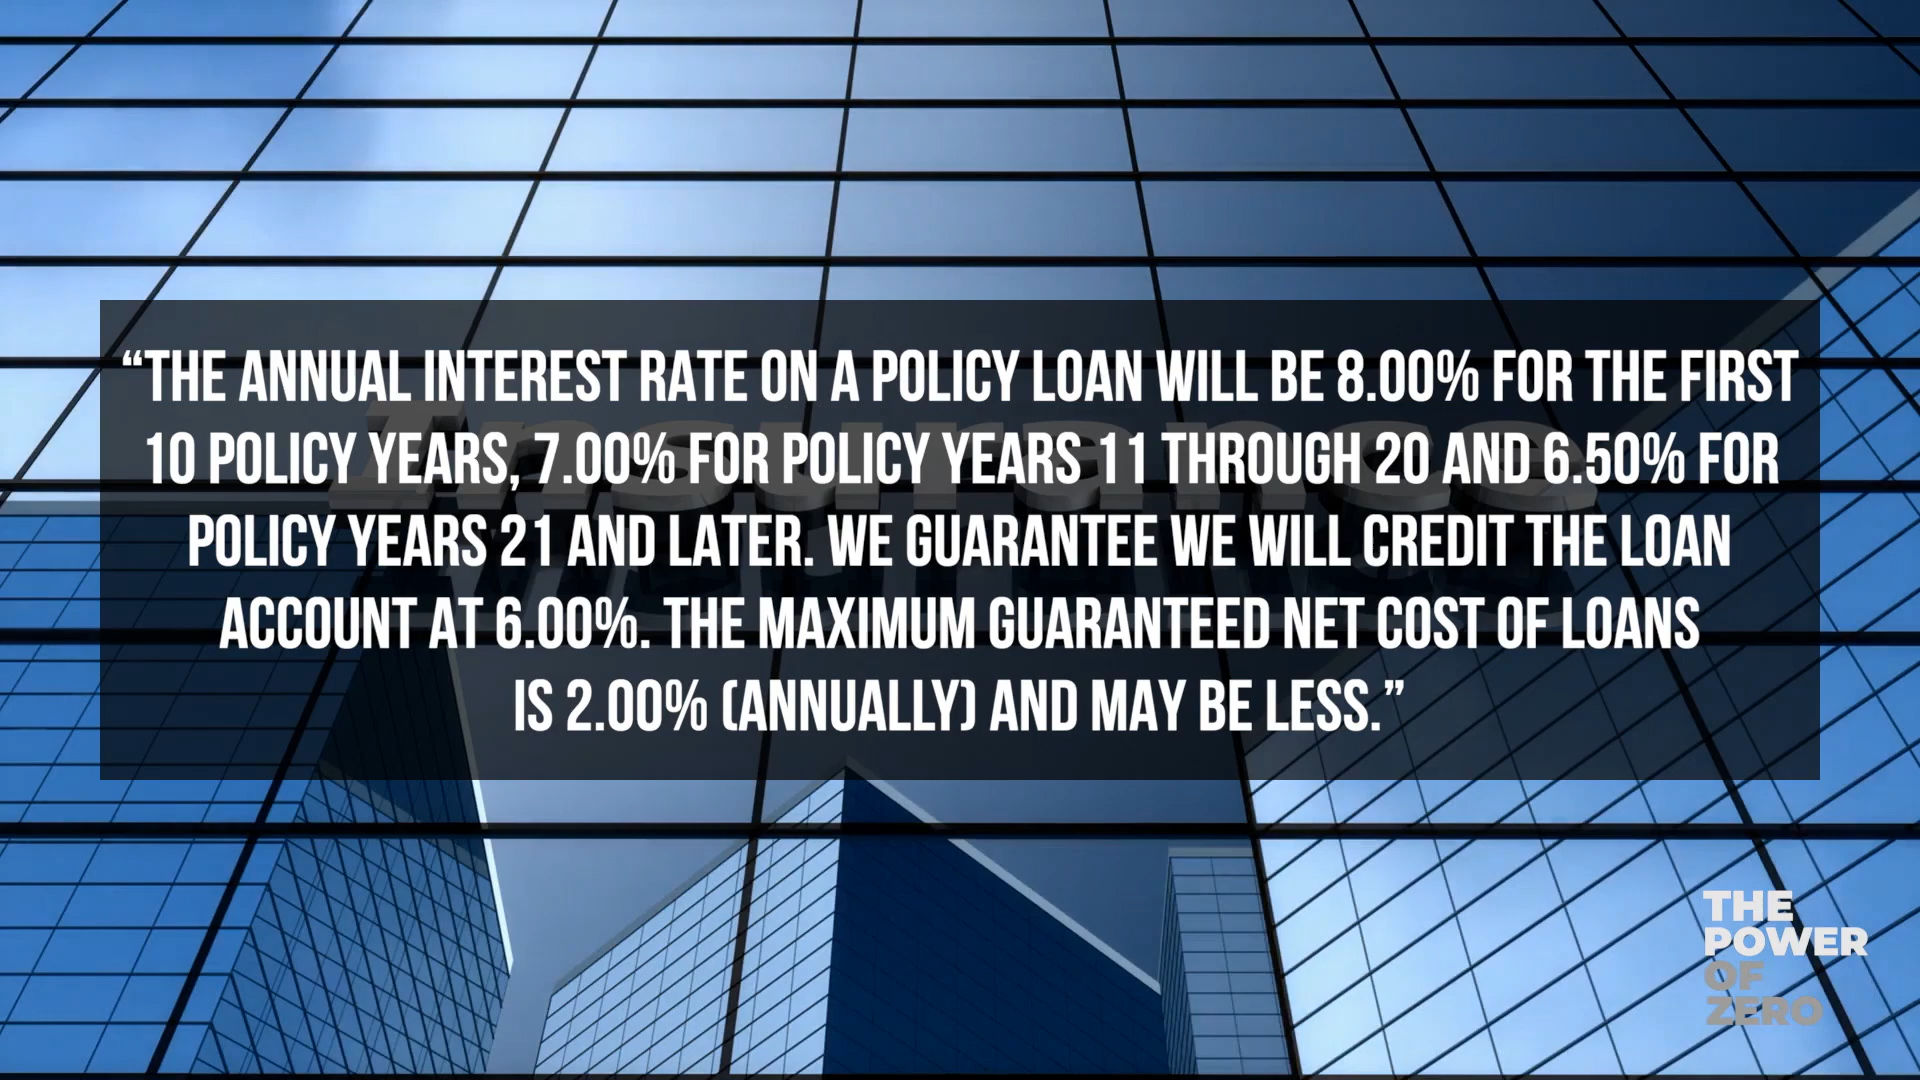 “THE ANNUAL INTEREST RATE ON A POLICY LOAN WILL BE 8.00% FOR THE FIRST
10 POLICY YEARS, 7.00% FOR POLICY YEARS 11 THROUGH 20 AND 6.50% FOR
POLICY YEARS 21 AND LATER. WE GUARANTEE WE WILL CREDIT THE LOAN
ACCOUNT AT 6.00%. THE MAXIMUM GUARANTEED NET COST OF LOANS
IS 2.00% (ANNUALLY) AND MAY BE LESS.”
Insurance
THE
POWER
OF
ZERO